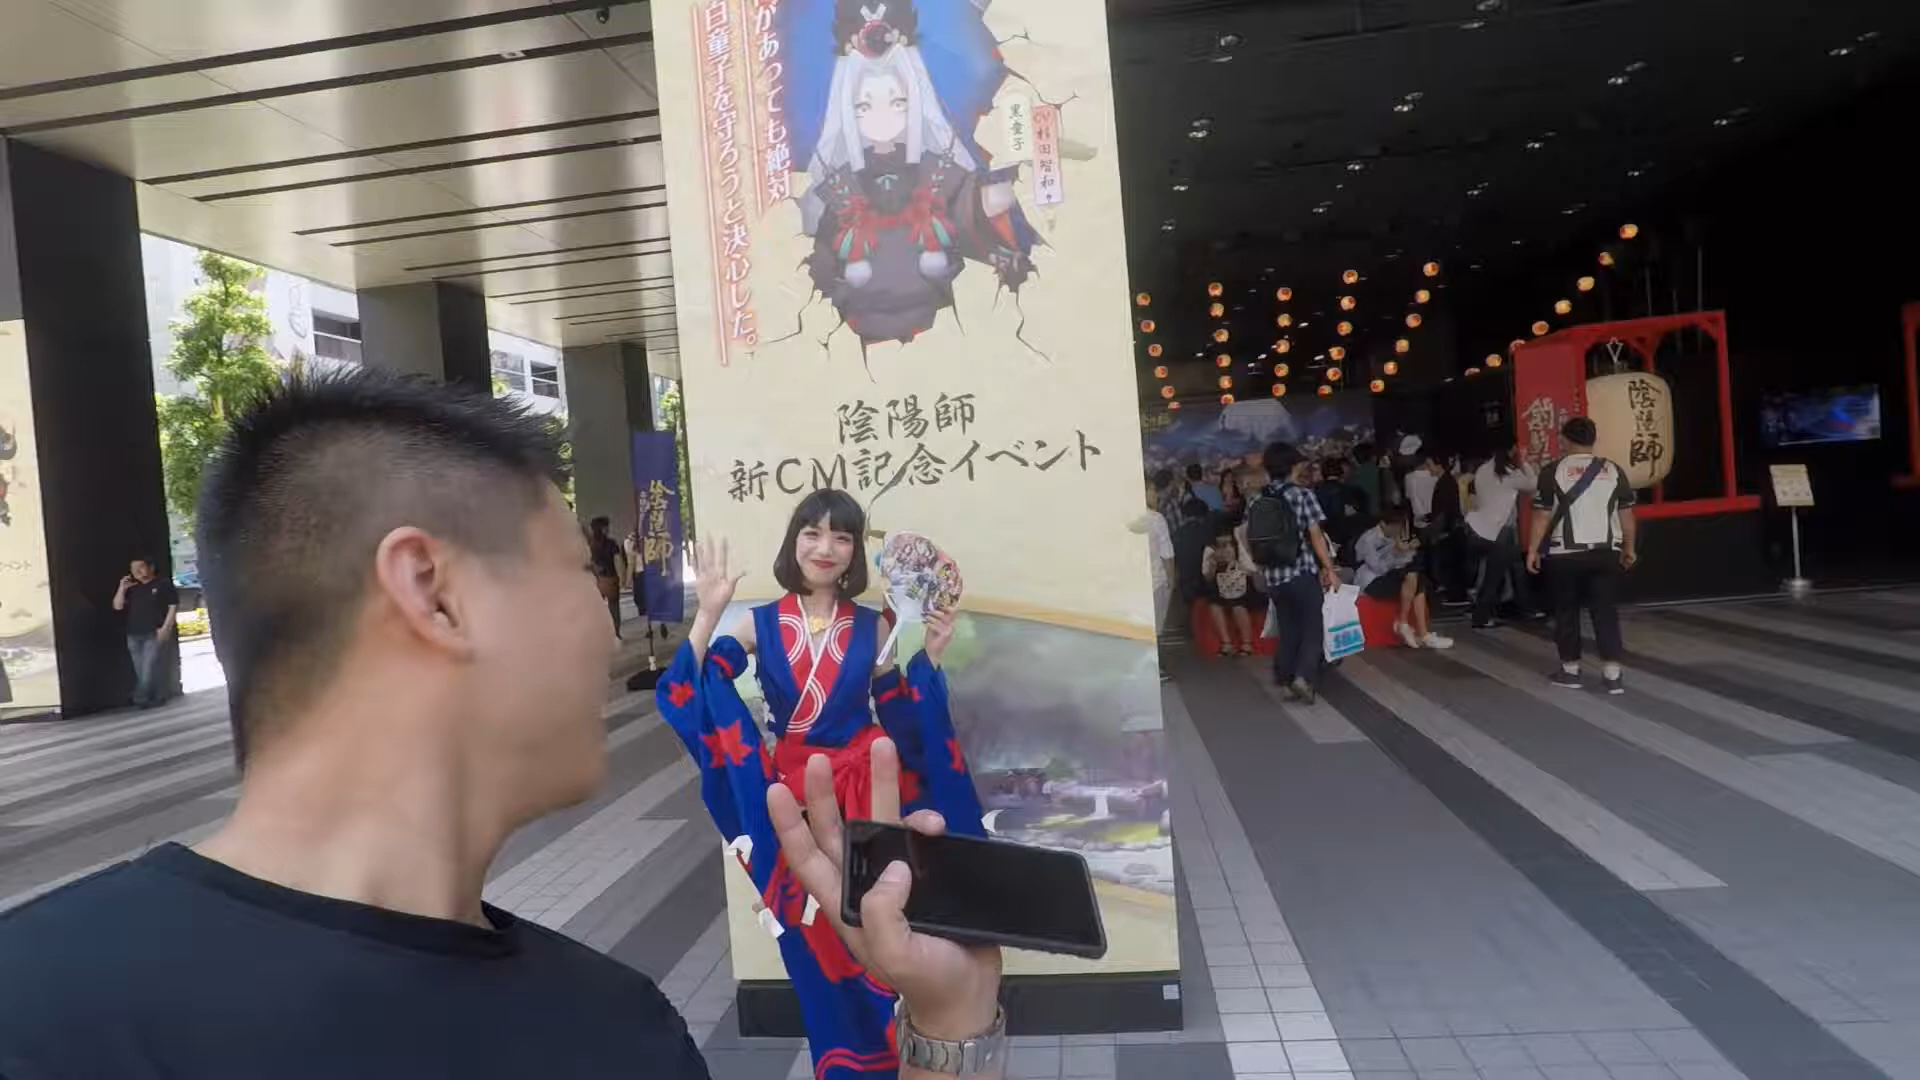 があっても絶対
白童子を守ろうと決心した。
黒童子
CV 杉田智和
陰陽師
新CM記念イベント
陰陽師
陰陽師